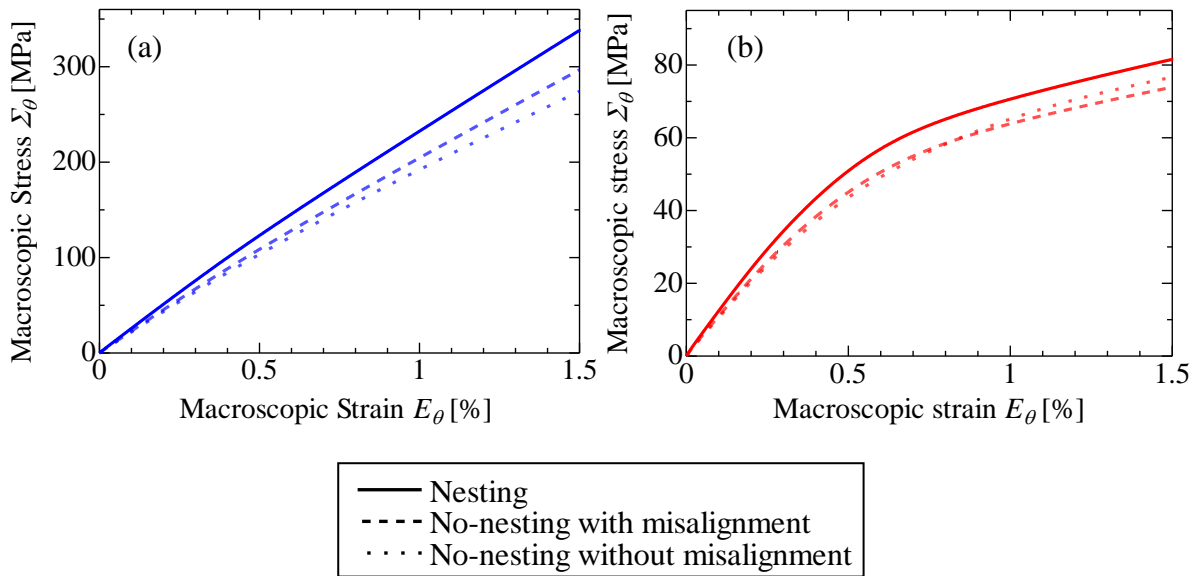 (a)
Macroscopic Stress Σθ [MPa]
300
200
100
0
0 0.5 1 1.5
Macroscopic Strain Eθ [%]
(b)
Macroscopic stress Σθ [MPa]
80
60
40
20
0
0 0.5 1 1.5
Macroscopic strain Eθ [%]
Nesting
No-nesting with misalignment
No-nesting without misalignment